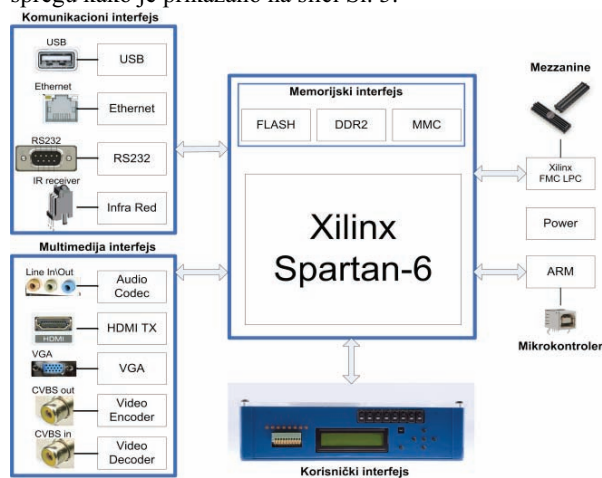 spregu kako je prikazano na slici Sl. 3.
Komunikacioni interfejs
USB
USB
Ethernet
Ethernet
RS232
RS232
IR receiver
Infra Red
Multimedija interfejs
Line In\Out
Audio
Codec
HDMI
HDMI TX
VGA
VGA
CVBS out
Video
Encoder
CVBS in
Video
Decoder
Memorijski interfejs
FLASH
DDR2
MMC
Xilinx
Spartan-6
Korisnički interfejs
Mezzanine
Xilinx
FMC LPC
Power
ARM
Mikrokontroler